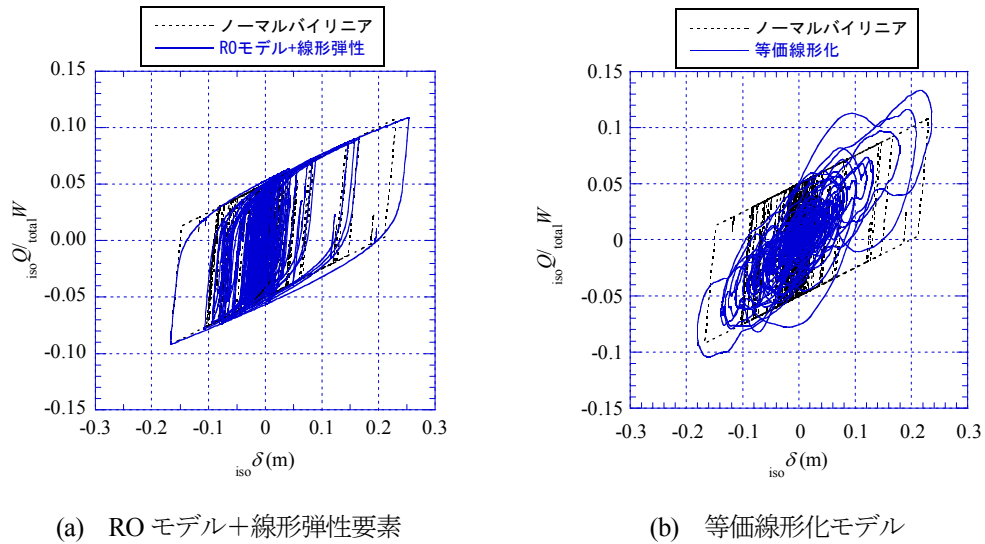 ノーマルバイリニア
ROモデル+線形弾性
0.15
0.10
0.05
0.00
-0.05
-0.10
-0.15
-0.3 -0.2 -0.1 0 0.1 0.2 0.3
isoQ/totalW
isoδ(m)
(a) RO モデル+線形弾性要素
ノーマルバイリニア
等価線形化
0.15
0.1
0.05
0
-0.05
-0.1
-0.15
-0.3 -0.2 -0.1 0 0.1 0.2 0.3
isoQ/totalW
isoδ(m)
(b) 等価線形化モデル